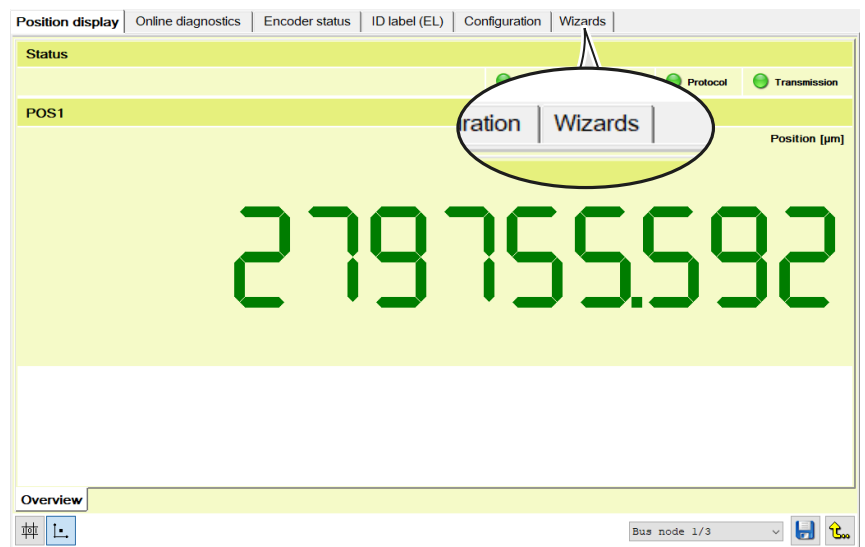 Position display Online diagnostics Encoder status ID label (EL) Configuration Wizards
Status
Protocol Transmission
POS1
ration Wizards
Position [µm]
279755.592
Overview
Bus node 1/3